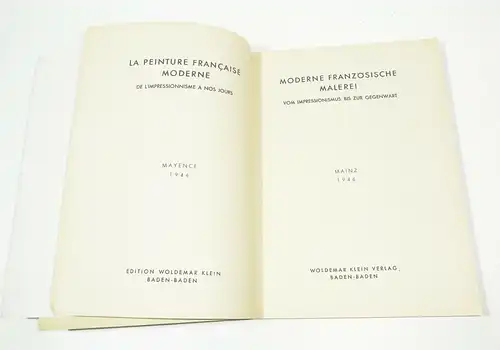 LA PEINTURE FRANÇAISE
MODERNE
DE L'IMPRESSIONNISME A NOS JOURS
MAYENCE
1946
EDITION WOLDEMAR KLEIN
BADEN-BADEN
MODERNE FRANZÖSISCHE
MALEREI
VOM IMPRESSIONISMUS BIS ZUR GEGENWART
MAINZ
1946
WOLDEMAR KLEIN VERLAG,
BADEN-BADEN